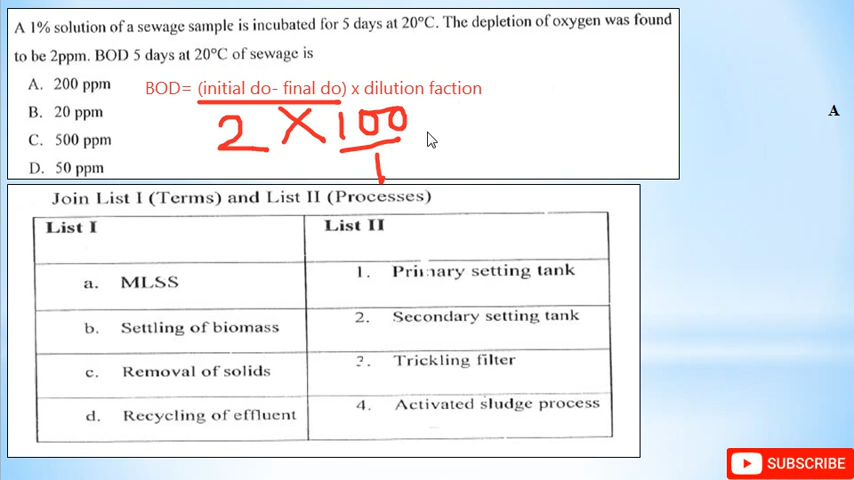 A 1% solution of a sewage sample is incubated for 5 days at 20°C. The depletion of oxygen was found
to be 2ppm. BOD 5 days at 20°C of sewage is
A. 200 ppm
BOD= (initial do- final do) x dilution faction
B. 20 ppm
2 X 100
1
C. 500 ppm
D. 50 ppm
A
Join List I (Terms) and List II (Processes)
List I List II
a. MLSS 1. Primary setting tank
b. Settling of biomass 2. Secondary setting tank
c. Removal of solids 3. Trickling filter
d. Recycling of effluent 4. Activated sludge process
SUBSCRIBE